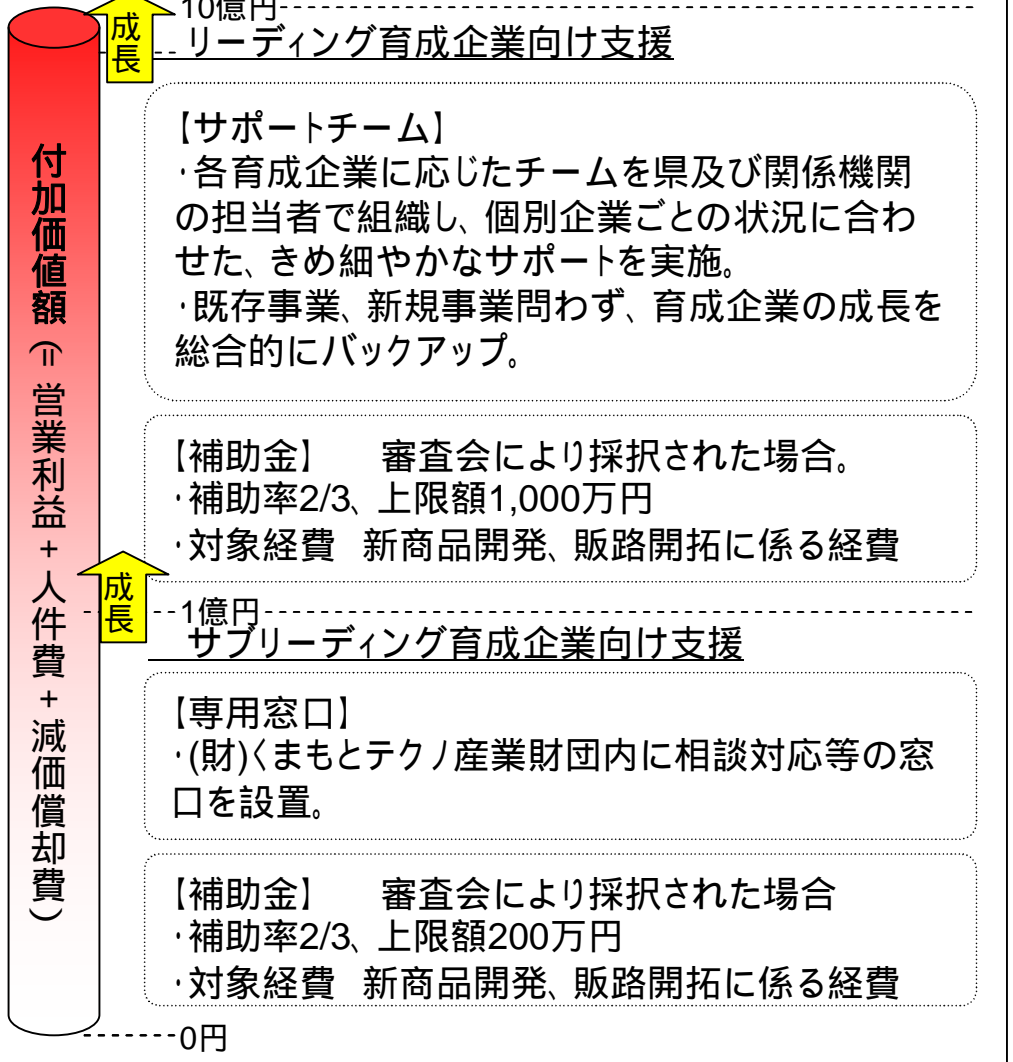 10億円
成長
リーディング育成企業向け支援
【サポートチーム】
・各育成企業に応じたチームを県及び関係機関
の担当者で組織し、個別企業ごとの状況に合わ
せた、きめ細やかなサポートを実施。
・既存事業、新規事業問わず、育成企業の成長を
総合的にバックアップ。
【補助金】　審査会により採択された場合。
・補助率2/3、上限額1,000万円
・対象経費　新商品開発、販路開拓に係る経費
成長
1億円
サブリーディング育成企業向け支援
【専用窓口】
・(財)くまもとテクノ産業財団内に相談対応等の窓
口を設置。
【補助金】　審査会により採択された場合
・補助率2/3、上限額200万円
・対象経費　新商品開発、販路開拓に係る経費
0円
付加価値額(=営業利益+人件費+減価償却費)